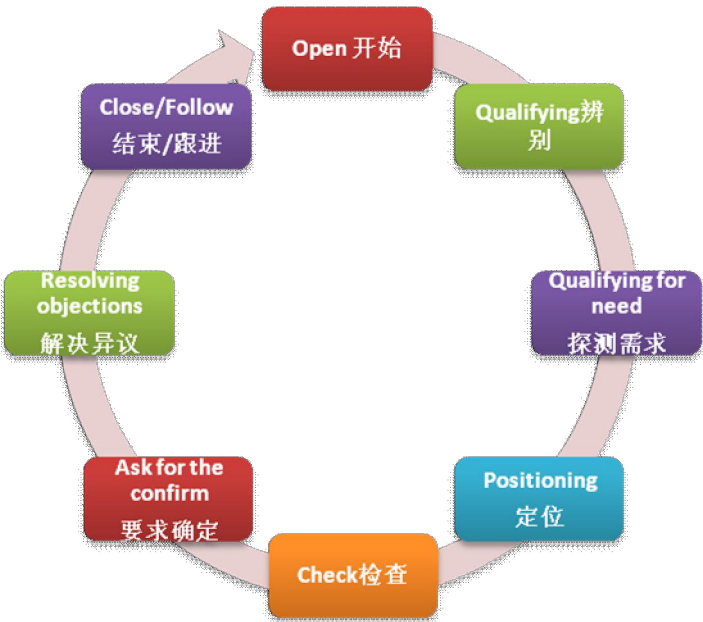 Open 开始
Qualifying辨
别
Qualifying for
need
探测需求
Positioning
定位
Check检查
Ask for the
confirm
要求确定
Resolving
objections
解决异议
Close/Follow
结束/跟进